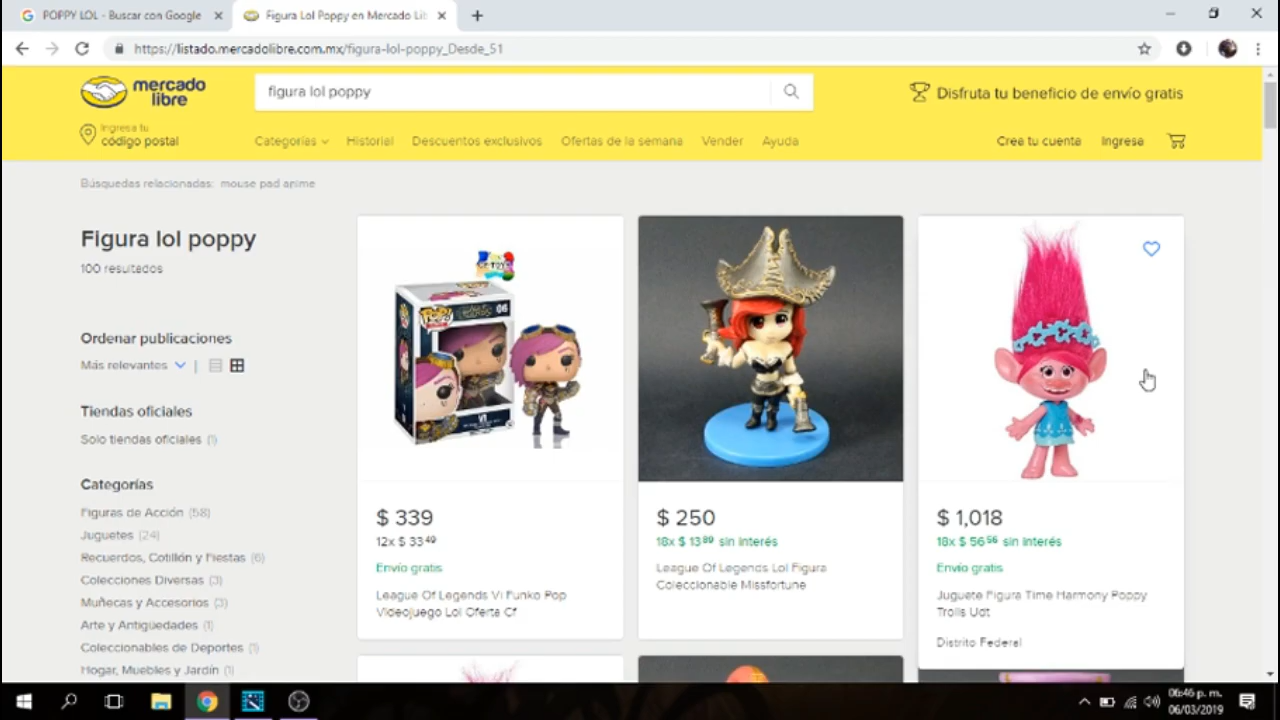 POPPY LOL - Buscar con Google
Figura Lol Poppy en Mercado Lib
https://listado.mercadolibre.com.mx/figura-lol-poppy_Desde_51
mercado
libre
figura lol poppy
Disfruta tu beneficio de envío gratis
Ingresa tu
código postal
Categorías
Historial
Descuentos exclusivos
Ofertas de la semana
Vender
Ayuda
Crea tu cuenta
Ingresa
Búsquedas relacionadas: mouse pad anime
Figura lol poppy
100 resultados
Ordenar publicaciones
Más relevantes
Tiendas oficiales
Solo tiendas oficiales (1)
Categorías
Figuras de Acción (58)
Juguetes (24)
Recuerdos, Cotillón y Fiestas (6)
Colecciones Diversas (3)
Muñecas y Accesorios (3)
Arte y Antigüedades (1)
Coleccionables de Deportes (1)
Hogar, Muebles y Jardín (1)
POP!
06
VI
$ 339
12x $ 33 49
Envío gratis
League Of Legends Vi Funko Pop
Videojuego Lol Oferta Cf
$ 250
18x $ 13 89 sin interés
League Of Legends Lol Figura
Coleccionable Missfortune
$ 1,018
18x $ 56 56 sin interés
Envío gratis
Juguete Figura Time Harmony Poppy
Trolls Udt
Distrito Federal
06:46 p. m.
06/03/2019